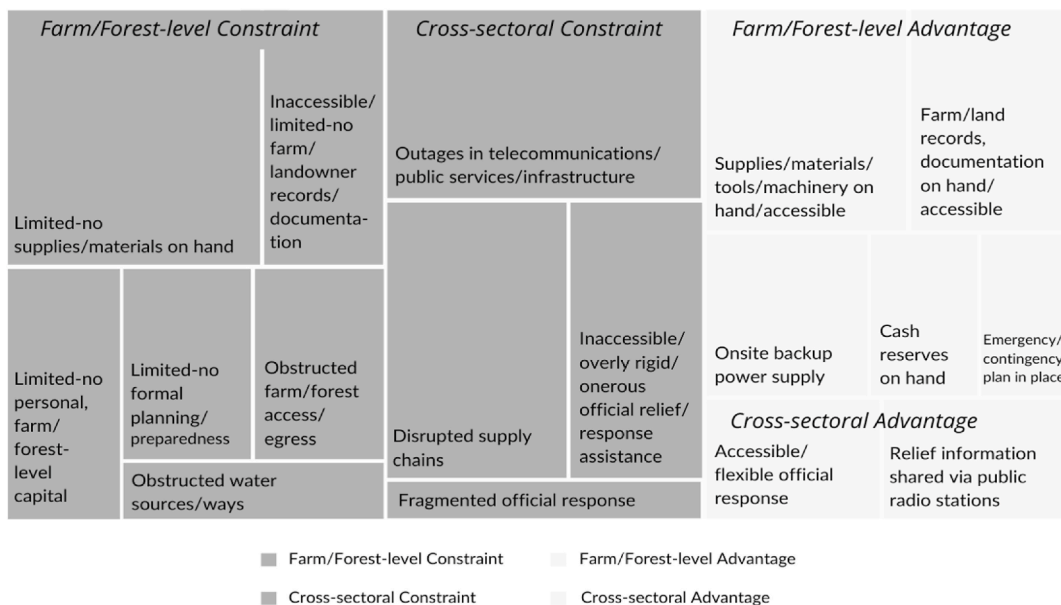 Farm/Forest-level Constraint
Limited-no
supplies/materials on hand
Inaccessible/
limited-no
farm/
landowner
records/
documenta-
tion
Limited-no
personal,
farm/
forest-
level
capital
Limited-no
formal
planning/
preparedness
Obstructed
farm/forest
access/
egress
Obstructed water
sources/ways
Cross-sectoral Constraint
Outages in telecommunications/
public services/infrastructure
Disrupted supply
chains
Inaccessible/
overly rigid/
onerous
official relief/
response
assistance
Fragmented official response
Farm/Forest-level Advantage
Supplies/materials/
tools/machinery on
hand/accessible
Farm/land
records,
documentation
on hand/
accessible
Onsite backup
power supply
Cash
reserves
on hand
Emergency/
contingency
plan in place
Cross-sectoral Advantage
Accessible/
flexible official
response
Relief information
shared via public
radio stations
Farm/Forest-level Constraint
Farm/Forest-level Advantage
Cross-sectoral Constraint
Cross-sectoral Advantage